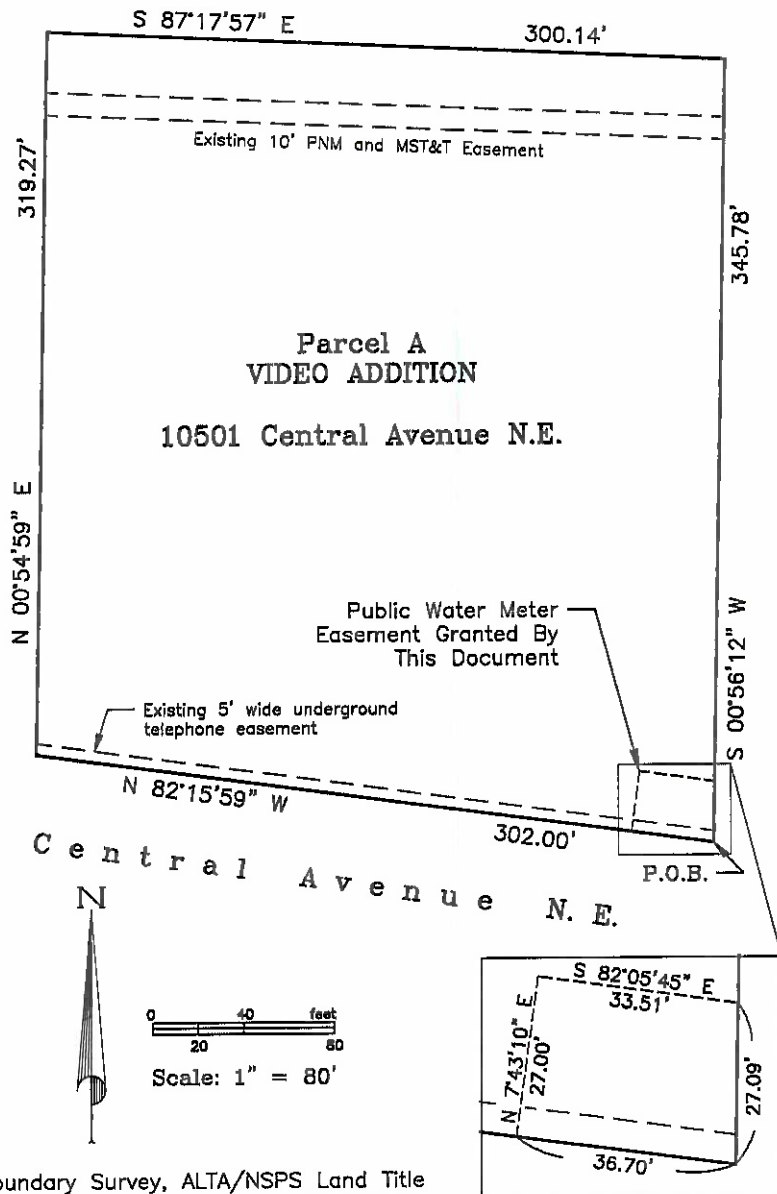 S 87°17'57" E
300.14'
Existing 10' PNM and MST&T Easement
319.27'
345.78'
Parcel A
VIDEO ADDITION
10501 Central Avenue N.E.
N 00°54'59" E
Public Water Meter
Easement Granted By
This Document
S 00°56'12" W
Existing 5' wide underground
telephone easement
N 82°15'59" W
302.00'
P.O.B.
Central Avenue N.E.
N
0 40 feet
20 80
Scale: 1" = 80'
S 82°05'45" E
33.51'
N 7°43'10" E
27.00'
27.09'
36.70'
oundary Survey, ALTA/NSPS Land Title